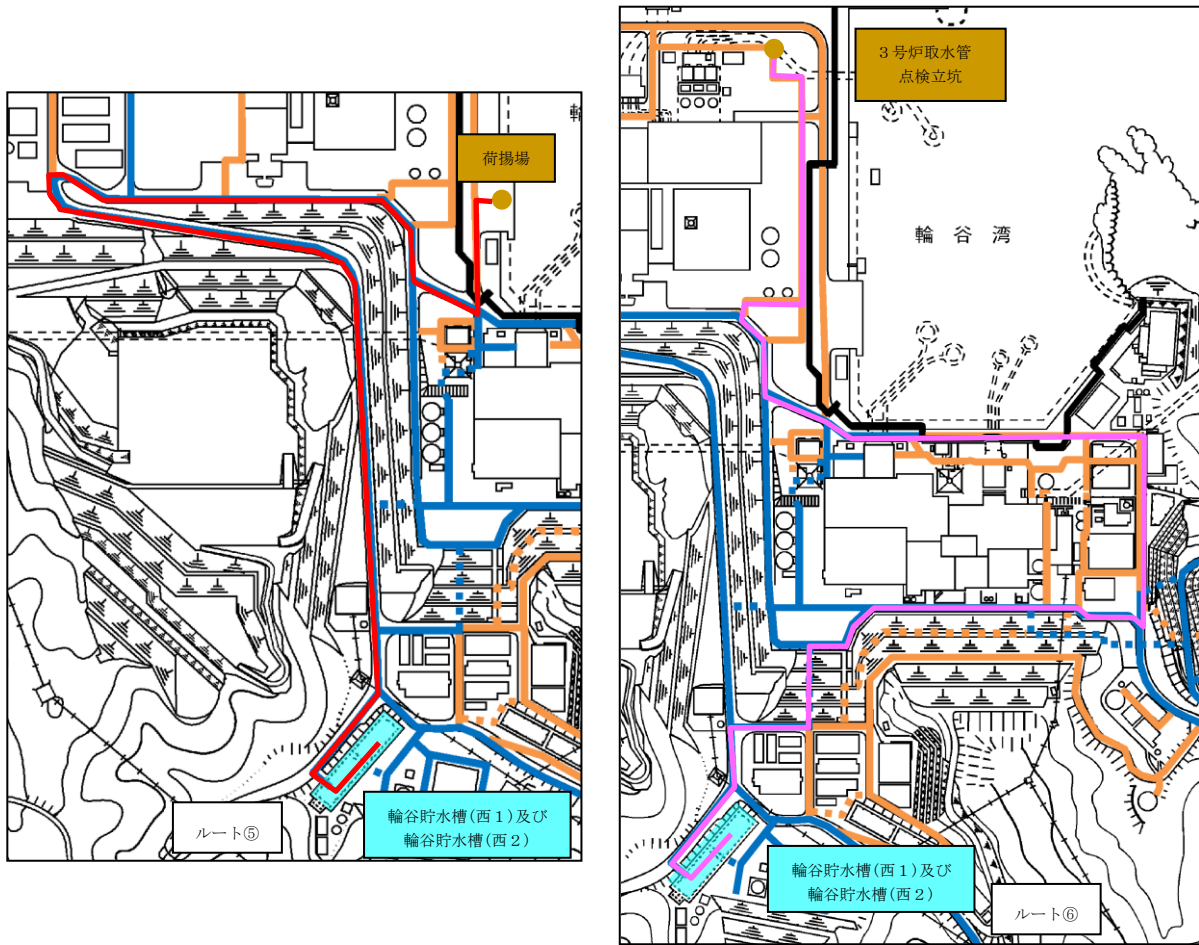 荷揚場
ルート⑤
輪谷貯水槽(西1)及び
輪谷貯水槽(西2)
3号炉取水管
点検立坑
輪谷湾
輪谷貯水槽(西1)及び
輪谷貯水槽(西2)
ルート⑥